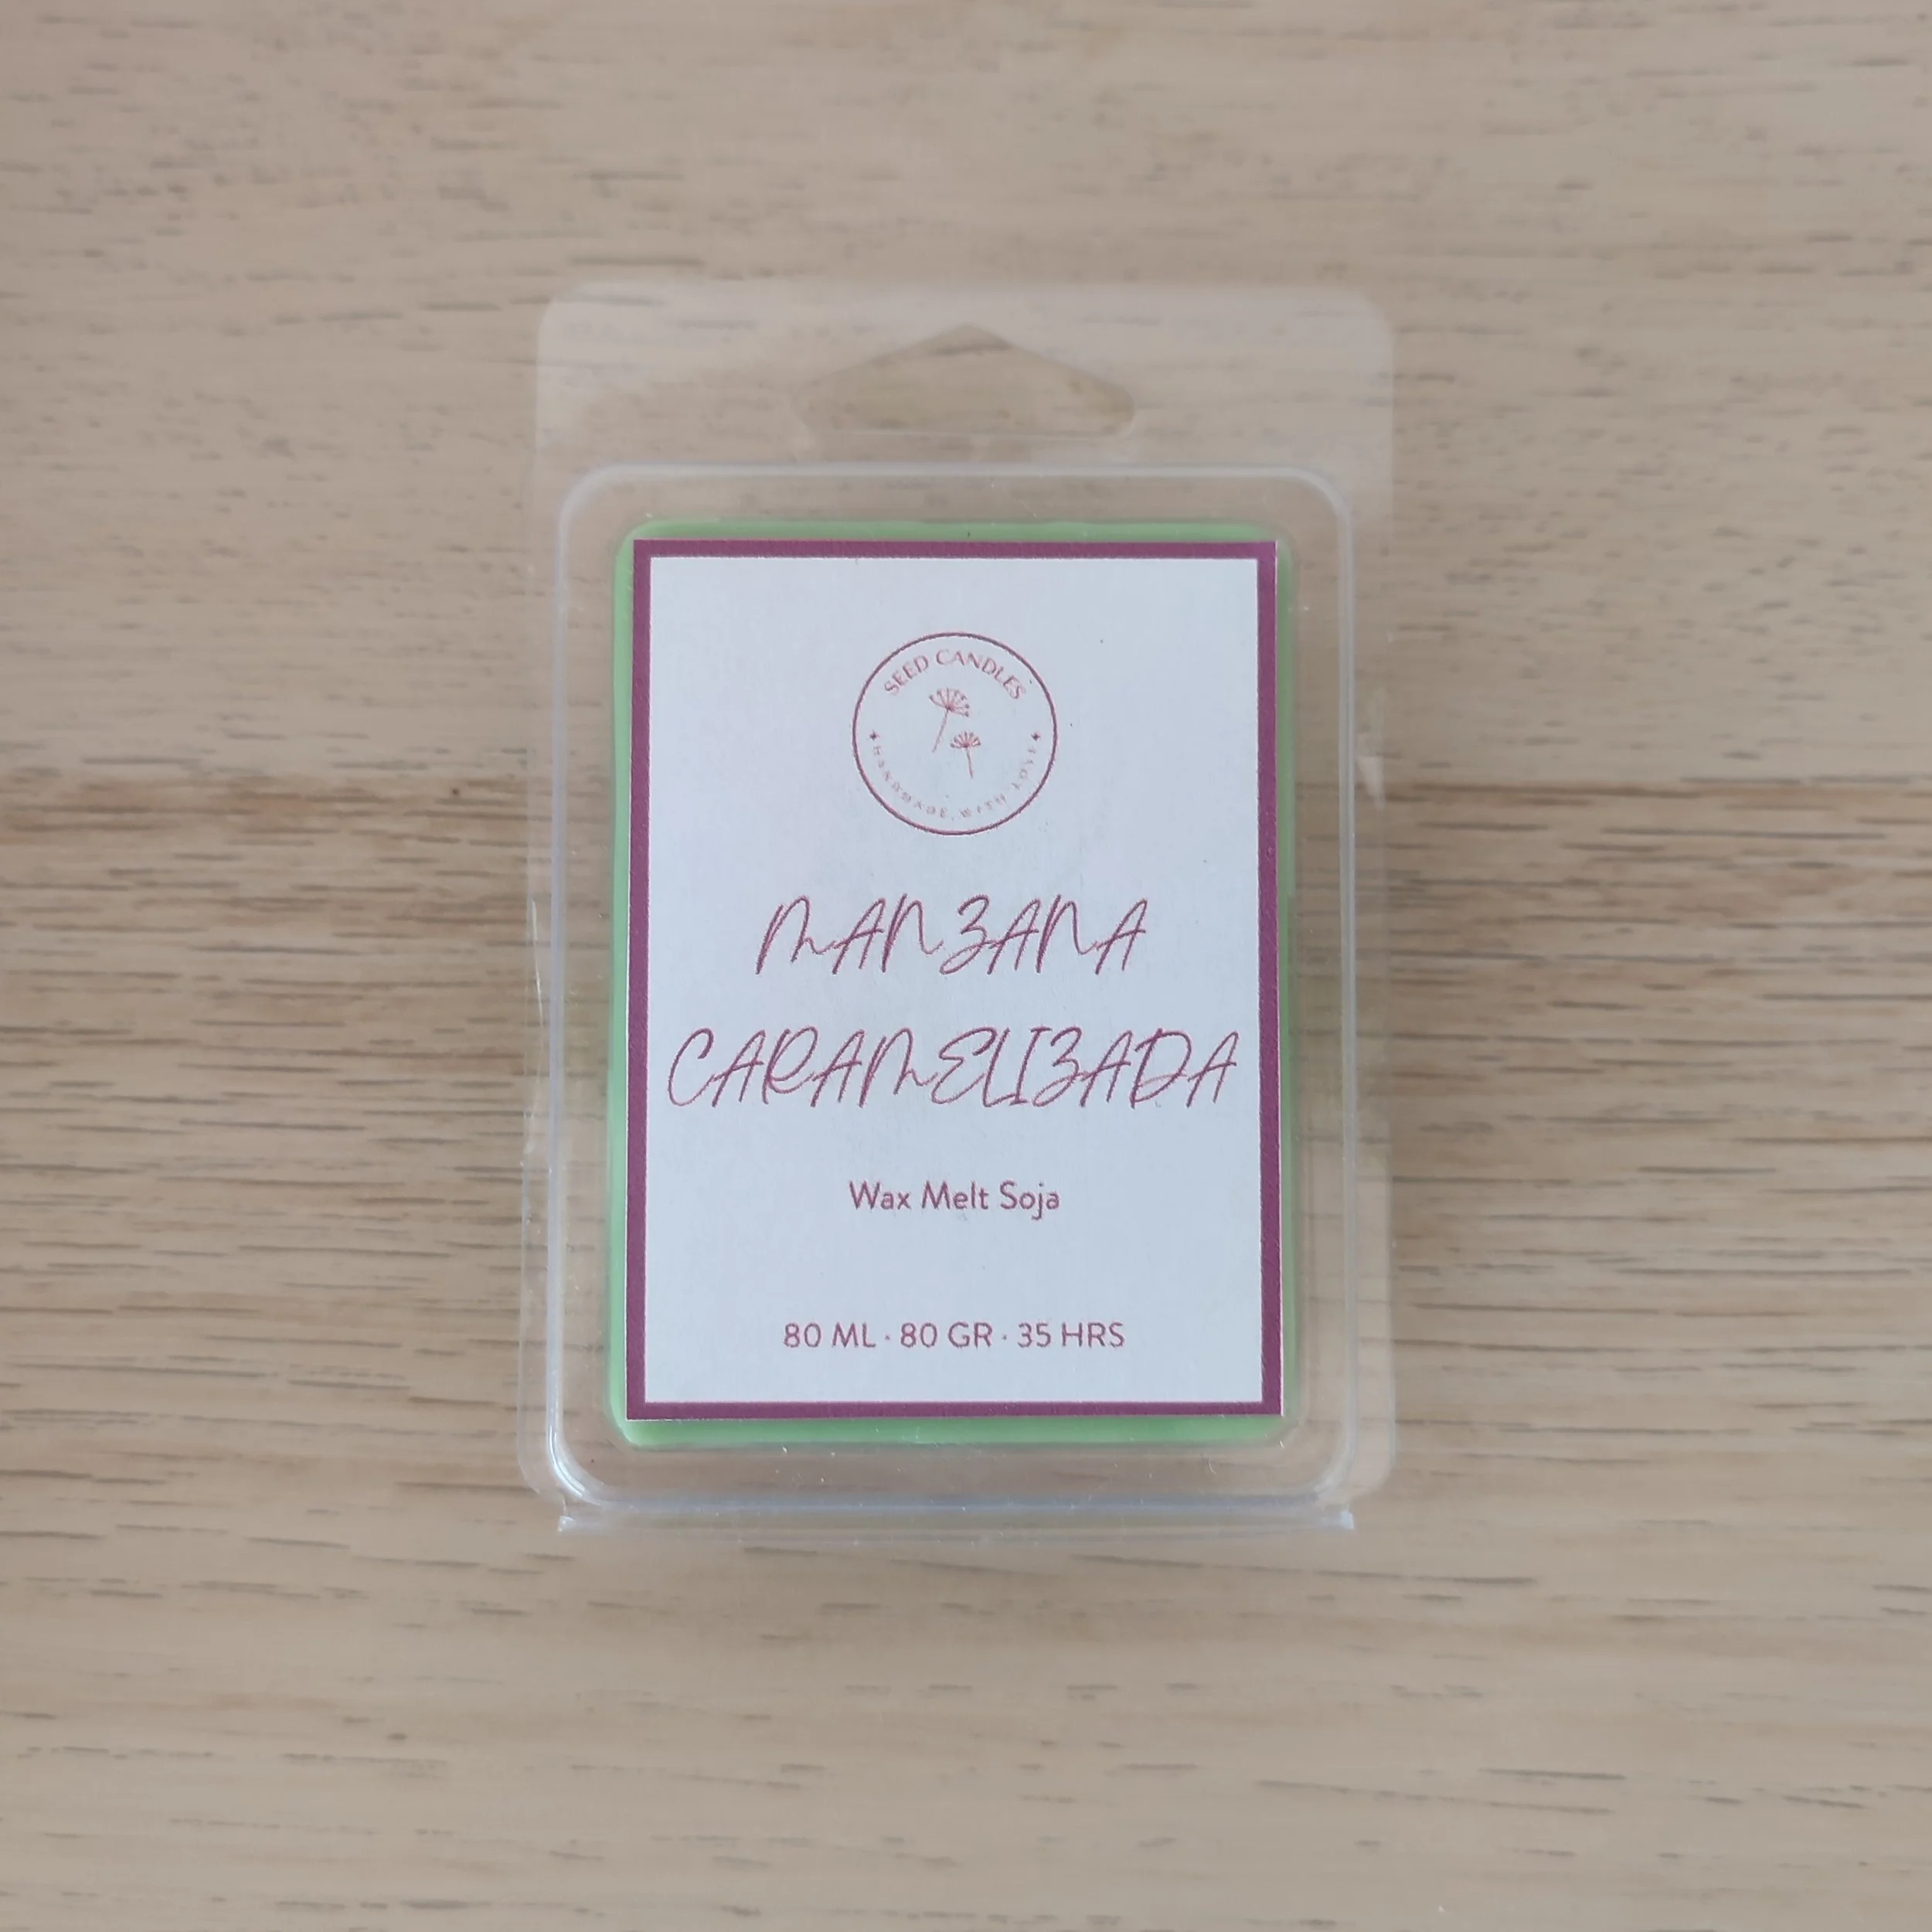 SEED CANDLES
HANDMADE WITH LOVE
MANZANA
CARAMELIZADA
Wax Melt Soja
80 ML · 80 GR · 35 HRS